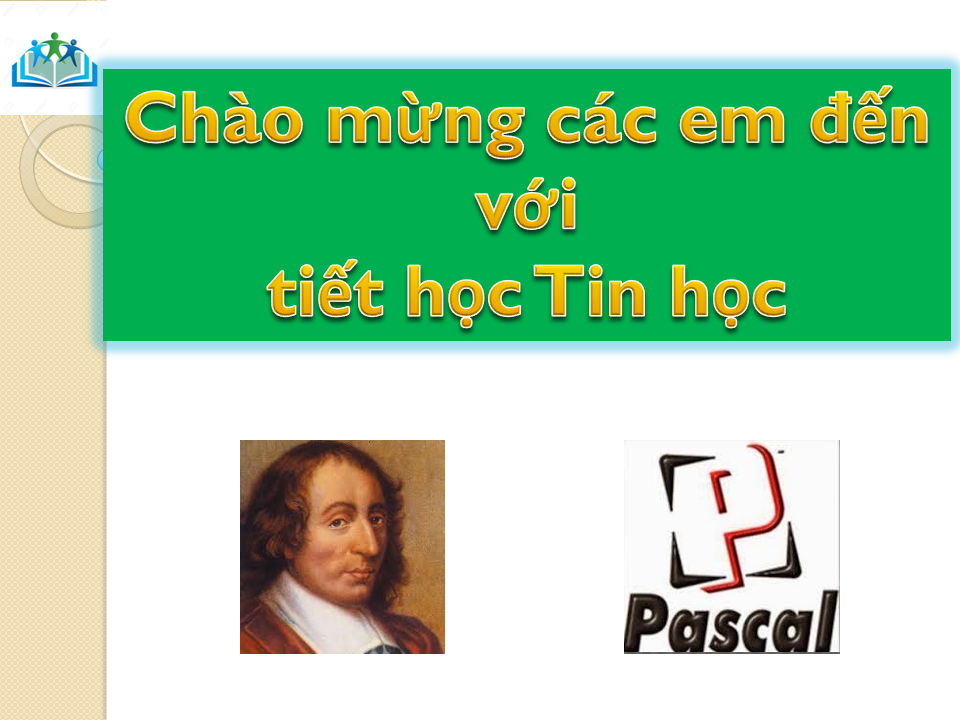 Chào mừng các em đến
với
tiết học Tin học
Pascal